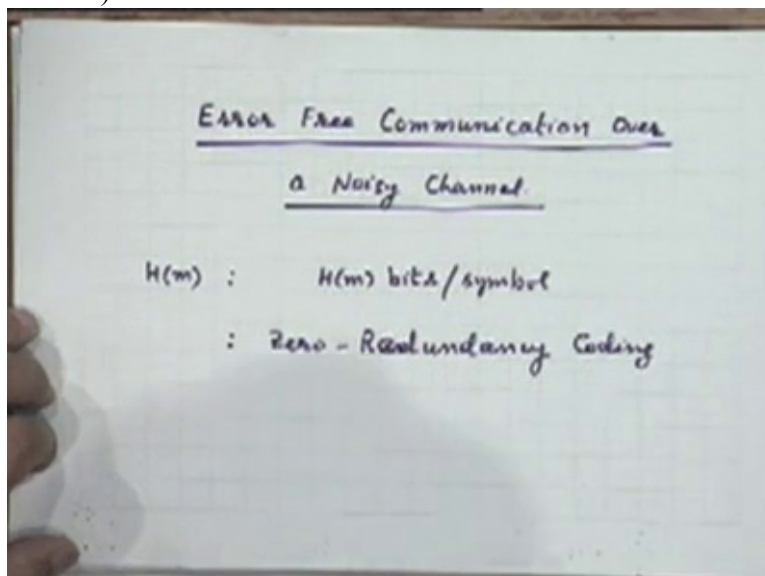 Error Free Communication Over
a Noisy Channel.
H(m) : H(m) bits/symbol
: Zero-Redundancy Coding